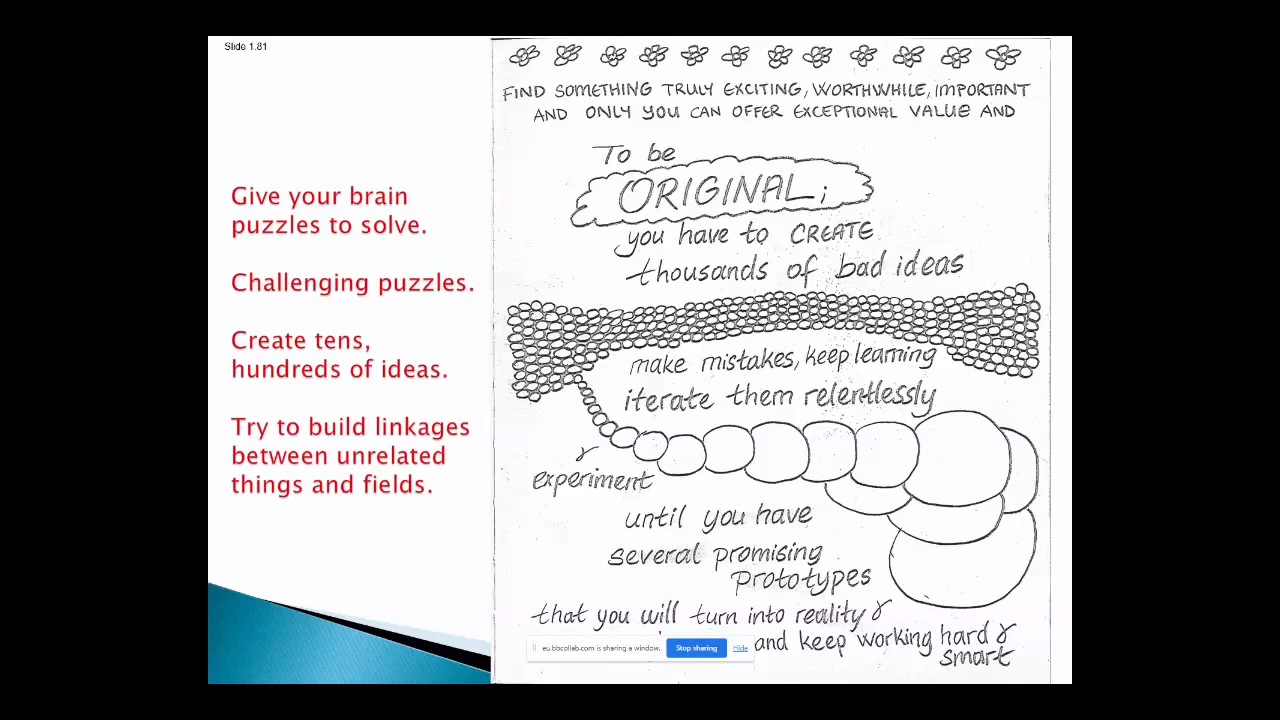 Slide 1.81
Give your brain
puzzles to solve.
Challenging puzzles.
Create tens,
hundreds of ideas.
Try to build linkages
between unrelated
things and fields.
FIND SOMETHING TRULY EXCITING, WORTHWHILE, IMPORTANT
AND ONLY YOU CAN OFFER EXCEPTIONAL VALUE AND
To be
ORIGINAL;
you have to CREATE
thousands of bad ideas
make mistakes, keep learning
iterate them relentlessly
&
experiment
until you have
several promising
prototypes
that you will turn into reality &
and keep working hard &
smart
eu.bbcollab.com is sharing a window.
Stop sharing
Hide